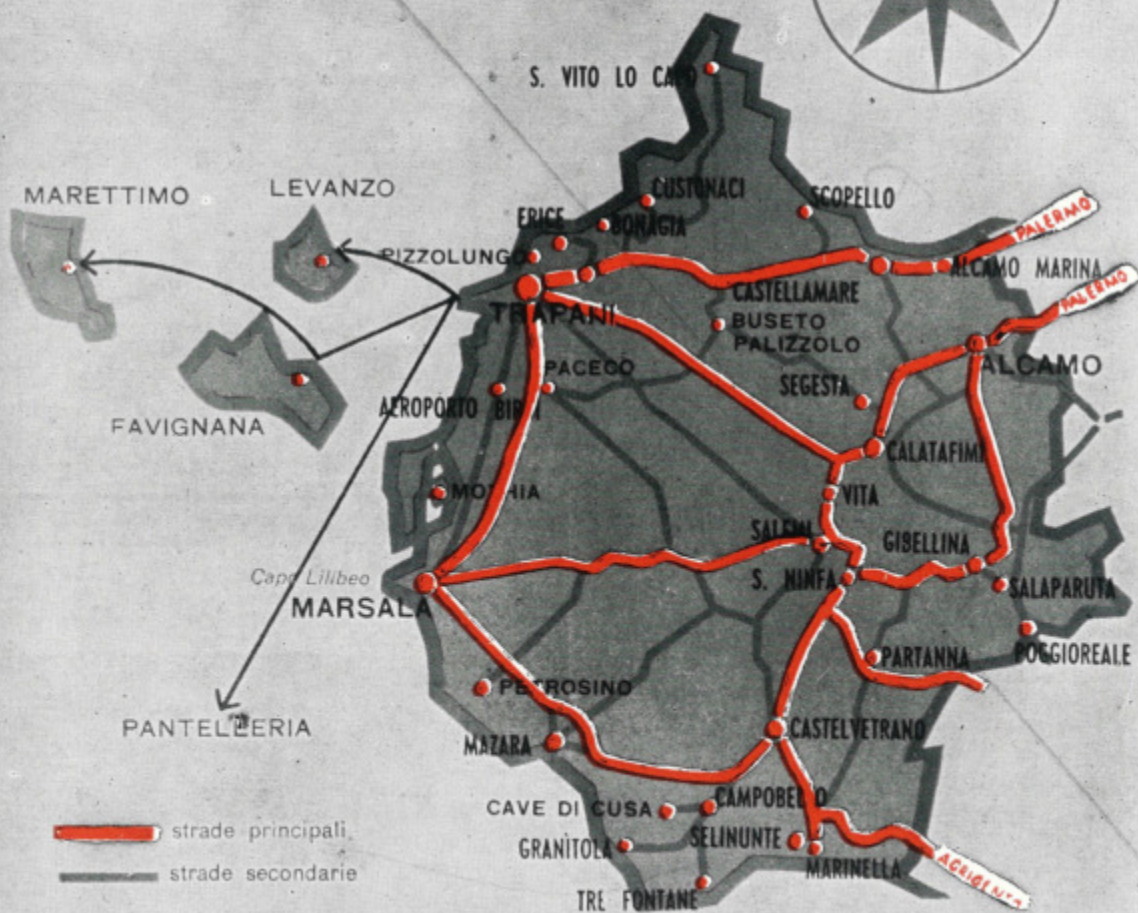 S. VITO LO CAPO
MARETTIMO
LEVANZO
CUSTONACI
SCOPELLO
ERICE
BONAGIA
PALERMO
PIZZOLUNGO
ALCAMO MARINA
TRAPANI
CASTELLAMARE
PALERMO
BUSETO
PALIZZOLO
ALCAMO
PACECO
SEGESTA
AEROPORTO BIRGI
FAVIGNANA
CALATAFIMI
MOTHIA
VITA
SALEMI
GIBELLINA
Capo Lilibeo
S. NINFA
SALAPARUTA
MARSALA
PARTANNA
POGGIOREALE
PETROSINO
PANTELLERIA
CASTELVETRANO
MAZARA
CAVE DI CUSA
CAMPOBELLO
strade principali
GRANITOLA
SELINUNTE
MARINELLA
AGRIGENTO
strade secondarie
TRE FONTANE